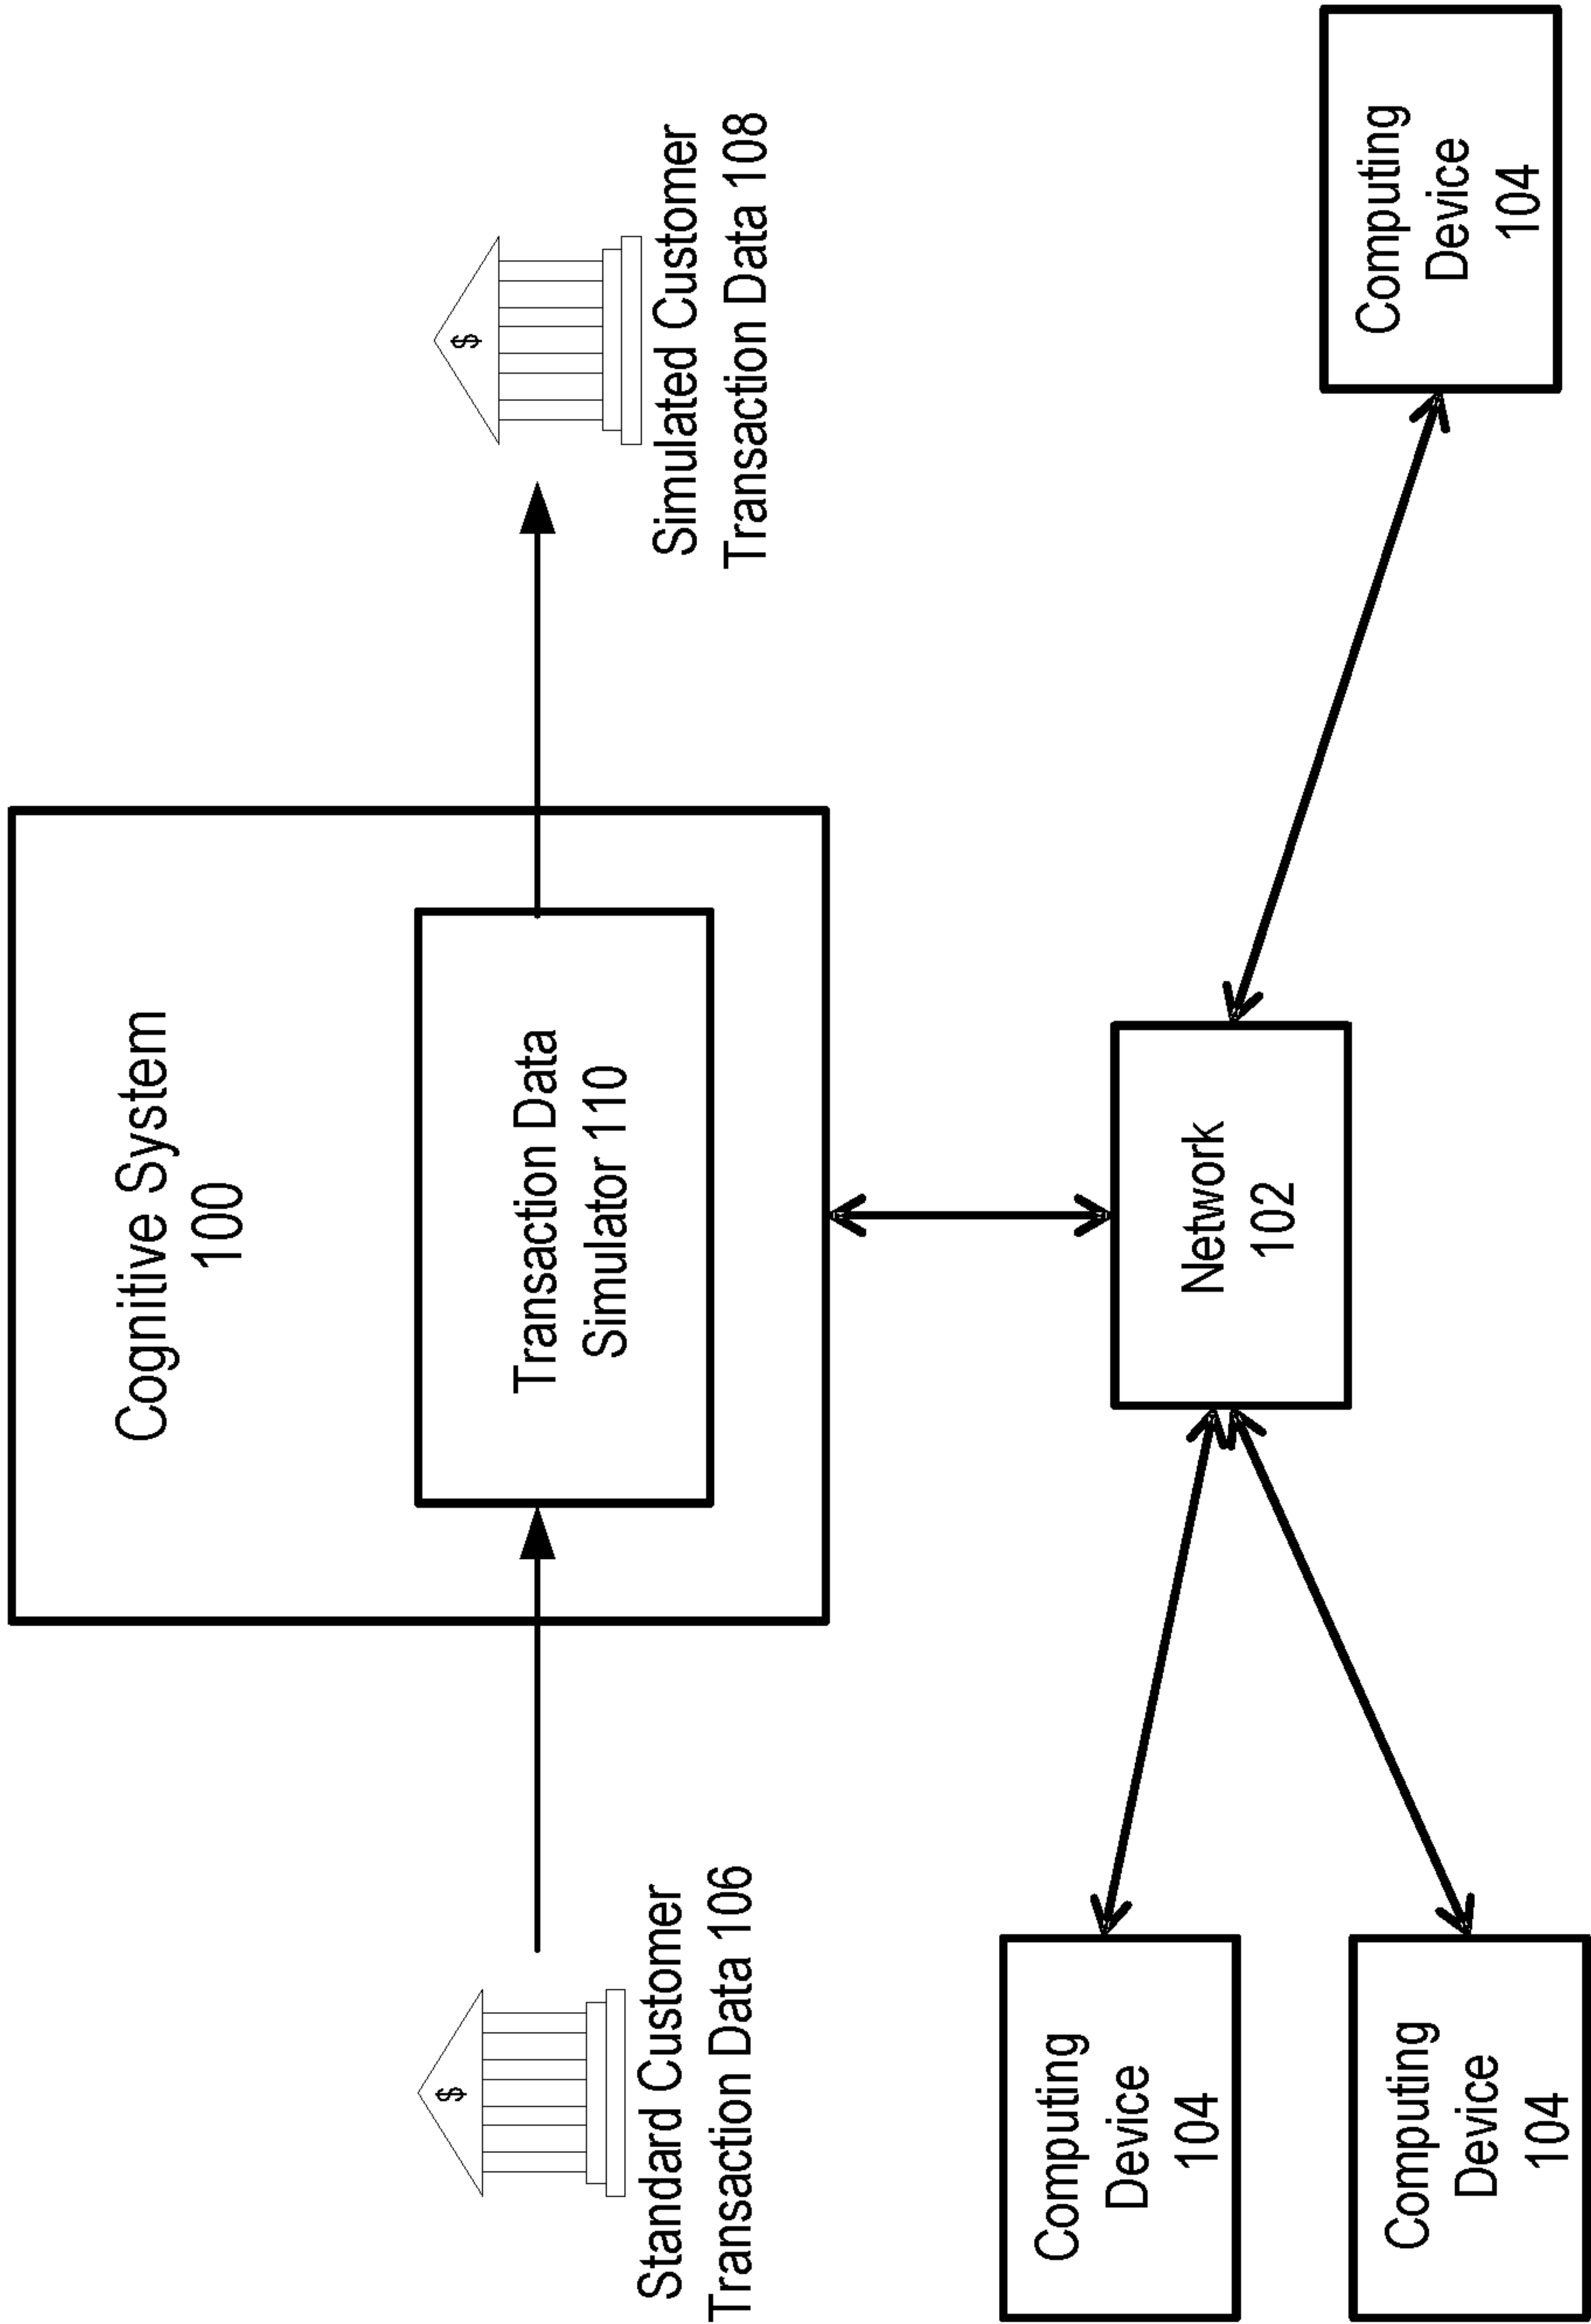 Cognitive System
100
Transaction Data
Simulator 110
$
Standard Customer
Transaction Data 106
$
Simulated Customer
Transaction Data 108
Network
102
Computing
Device
104
Computing
Device
104
Computing
Device
104